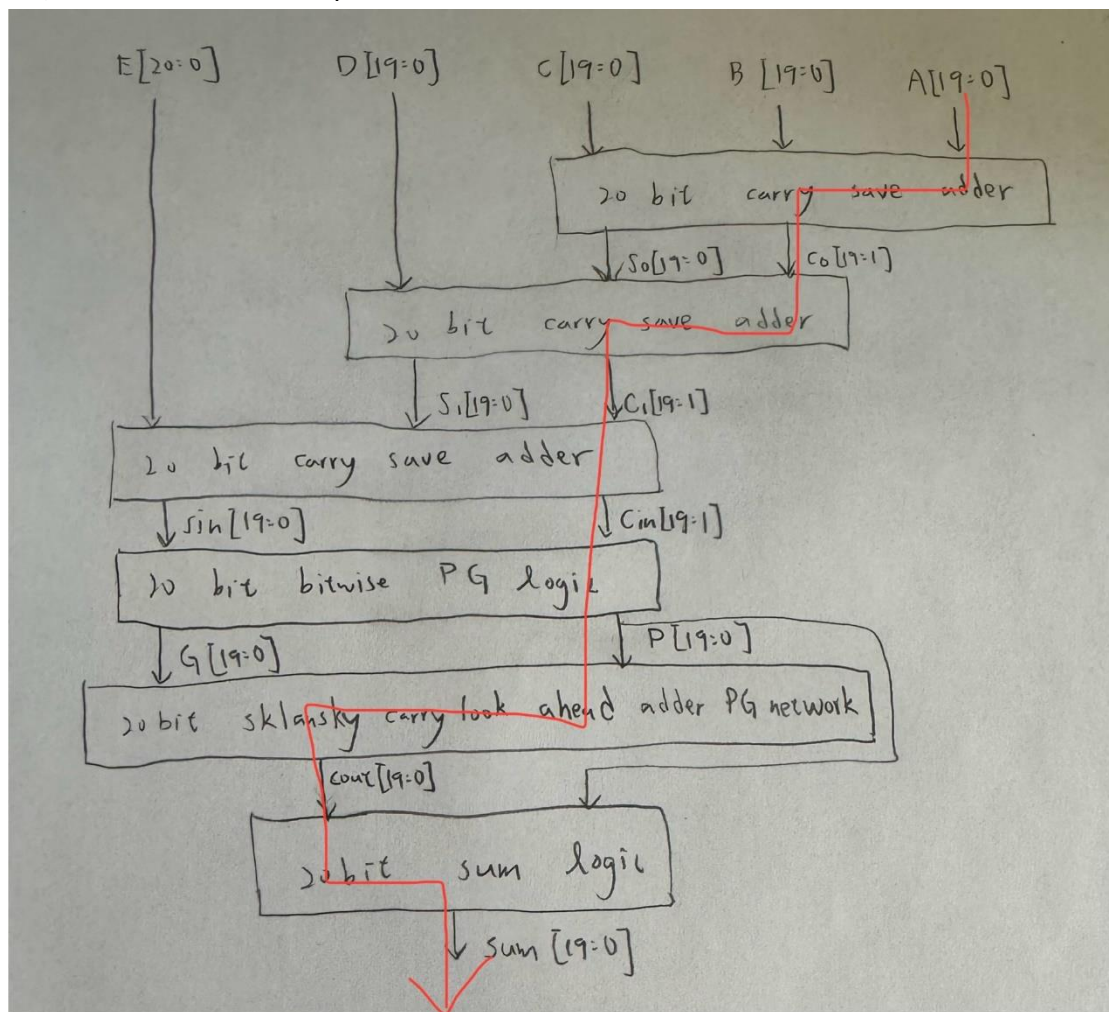 E[20:0] D[19:0] C[19:0] B[19:0] A[19:0]
20 bit carry save adder
S0[19:0] C0[19:1]
20 bit carry save adder
S1[19:0] C1[19:1]
20 bit carry save adder
Sin[19:0] Cin[19:1]
20 bit bitwise PG logic
G[19:0] P[19:0]
20 bit sklansky carry look ahead adder PG network
Cout[19:0]
20 bit sum logic
Sum [19:0]